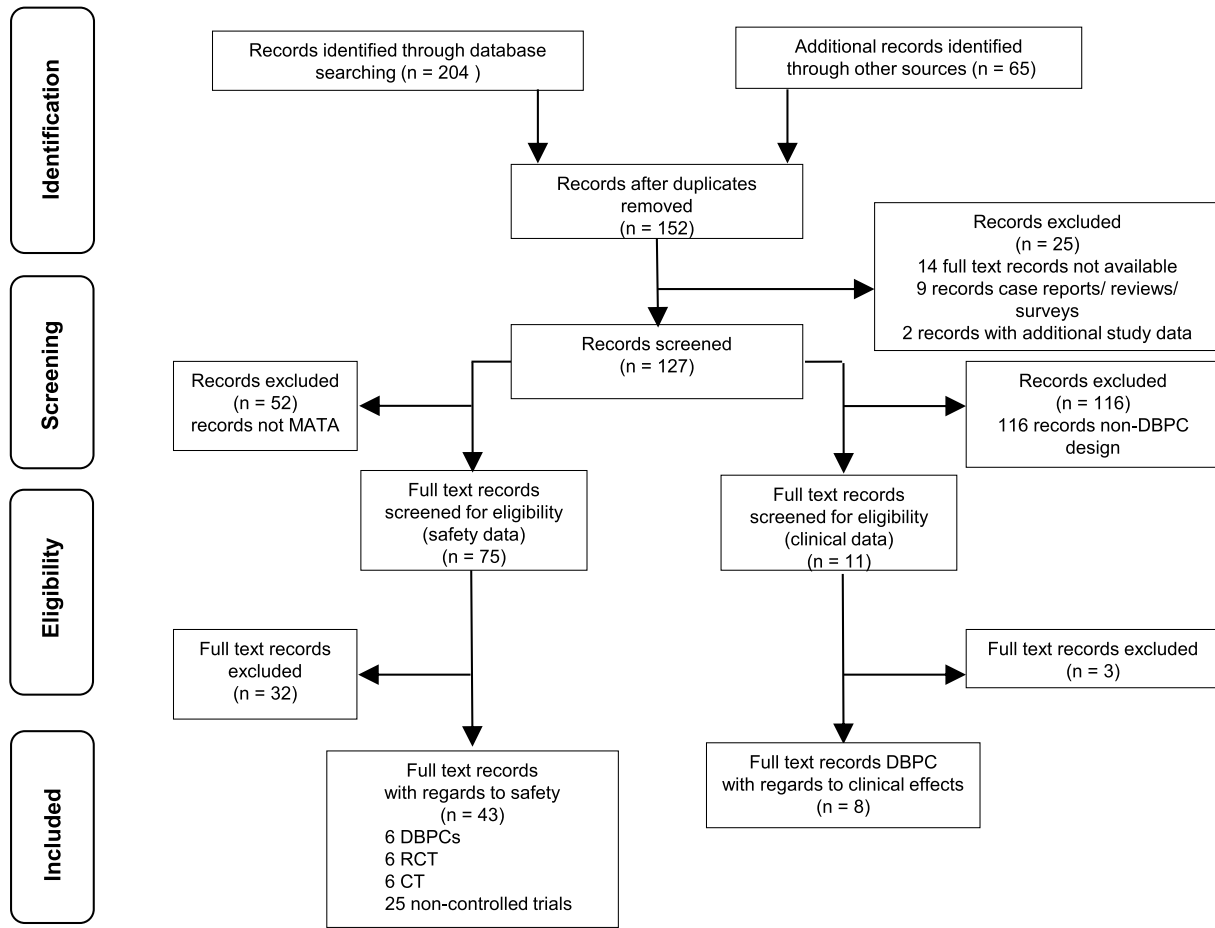 Identification
Records identified through database
searching (n = 204 )
Additional records identified
through other sources (n = 65)
Records after duplicates
removed
(n = 152)
Records excluded
(n = 25)
14 full text records not available
9 records case reports/ reviews/
surveys
2 records with additional study data
Screening
Records screened
(n = 127)
Records excluded
(n = 52)
records not MATA
Records excluded
(n = 116)
116 records non-DBPC
design
Eligibility
Full text records
screened for eligibility
(safety data)
(n = 75)
Full text records
screened for eligibility
(clinical data)
(n = 11)
Full text records
excluded
(n = 32)
Full text records excluded
(n = 3)
Included
Full text records
with regards to safety
(n = 43)
6 DBPCs
6 RCT
6 CT
25 non-controlled trials
Full text records DBPC
with regards to clinical effects
(n = 8)